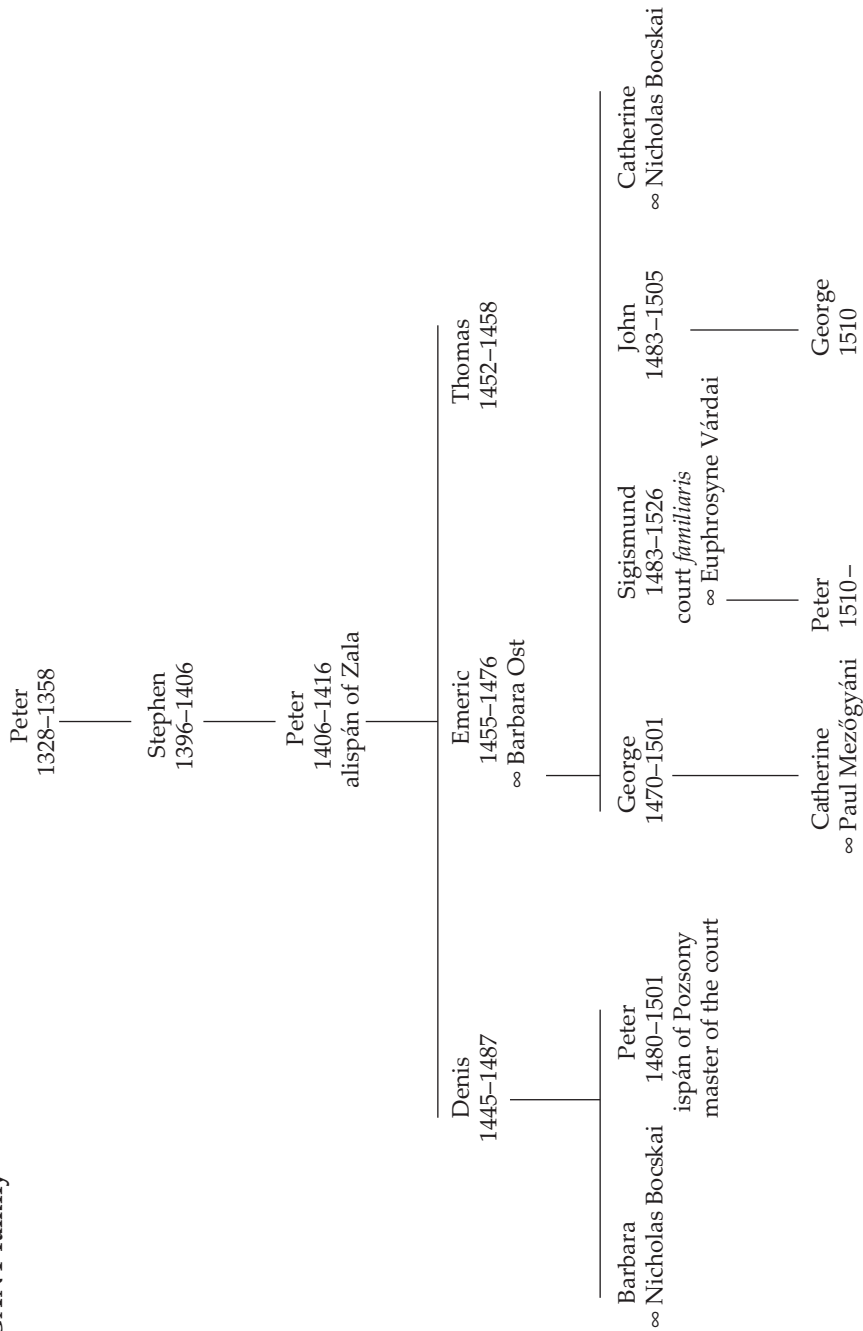 Peter
1328–1358
Stephen
1396–1406
Peter
1406–1416
alispán of Zala
Denis
1445–1487
Emeric
1455–1476
∞ Barbara Ost
Thomas
1452–1458
Barbara
∞ Nicholas Bocskai
Peter
1480–1501
ispán of Pozsony
master of the court
George
1470–1501
Sigismund
1483–1526
court familiaris
∞ Euphrosyne Várdai
John
1483–1505
Catherine
∞ Nicholas Bocskai
Catherine
∞ Paul Mezőgyáni
Peter
1510–
George
1510